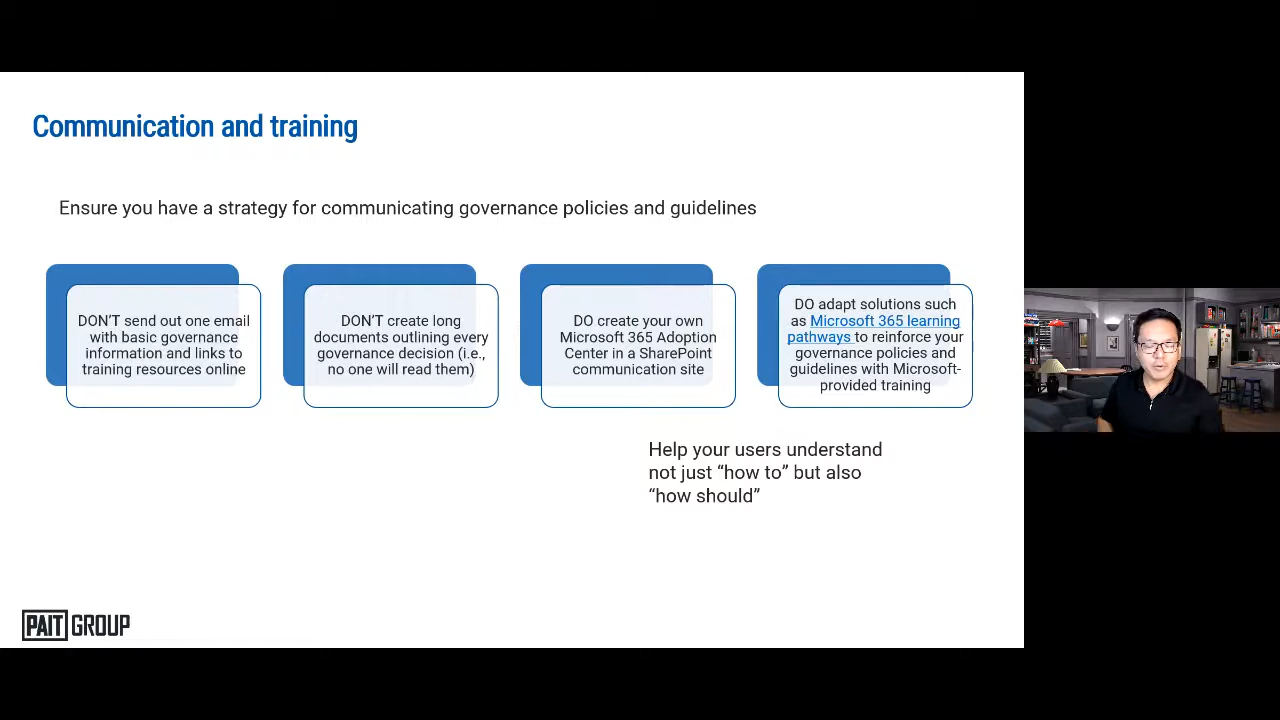 Communication and training
Ensure you have a strategy for communicating governance policies and guidelines
DON'T send out one email
with basic governance
information and links to
training resources online
DON'T create long
documents outlining every
governance decision (i.e.,
no one will read them)
DO create your own
Microsoft 365 Adoption
Center in a SharePoint
communication site
DO adapt solutions such
as Microsoft 365 learning
pathways to reinforce your
governance policies and
guidelines with Microsoft-
provided training
Help your users understand
not just “how to” but also
“how should”
PAIT GROUP